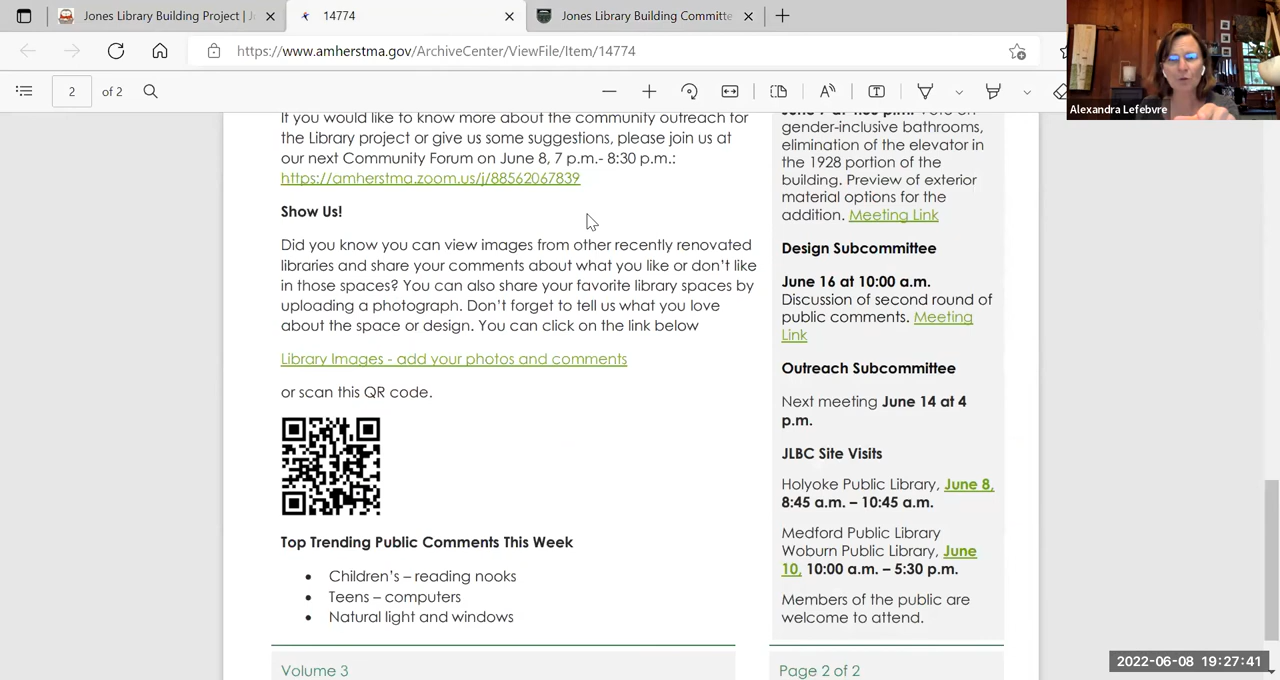 Jones Library Building Project | J
14774
Jones Library Building Committe
https://www.amherstma.gov/ArchiveCenter/ViewFile/Item/14774
2
of 2
Alexandra Lefebvre
If you would like to know more about the community outreach for
the Library project or give us some suggestions, please join us at
our next Community Forum on June 8, 7 p.m.- 8:30 p.m.:
https://amherstma.zoom.us/j/88562067839
Show Us!
Did you know you can view images from other recently renovated
libraries and share your comments about what you like or don't like
in those spaces? You can also share your favorite library spaces by
uploading a photograph. Don't forget to tell us what you love
about the space or design. You can click on the link below
Library Images - add your photos and comments
or scan this QR code.
Top Trending Public Comments This Week
• Children's – reading nooks
• Teens – computers
• Natural light and windows
Volume 3
gender-inclusive bathrooms,
elimination of the elevator in
the 1928 portion of the
building. Preview of exterior
material options for the
addition. Meeting Link
Design Subcommittee
June 16 at 10:00 a.m.
Discussion of second round of
public comments. Meeting
Link
Outreach Subcommittee
Next meeting June 14 at 4
p.m.
JLBC Site Visits
Holyoke Public Library, June 8,
8:45 a.m. – 10:45 a.m.
Medford Public Library
Woburn Public Library, June
10, 10:00 a.m. – 5:30 p.m.
Members of the public are
welcome to attend.
Page 2 of 2
2022-06-08 19:27:41